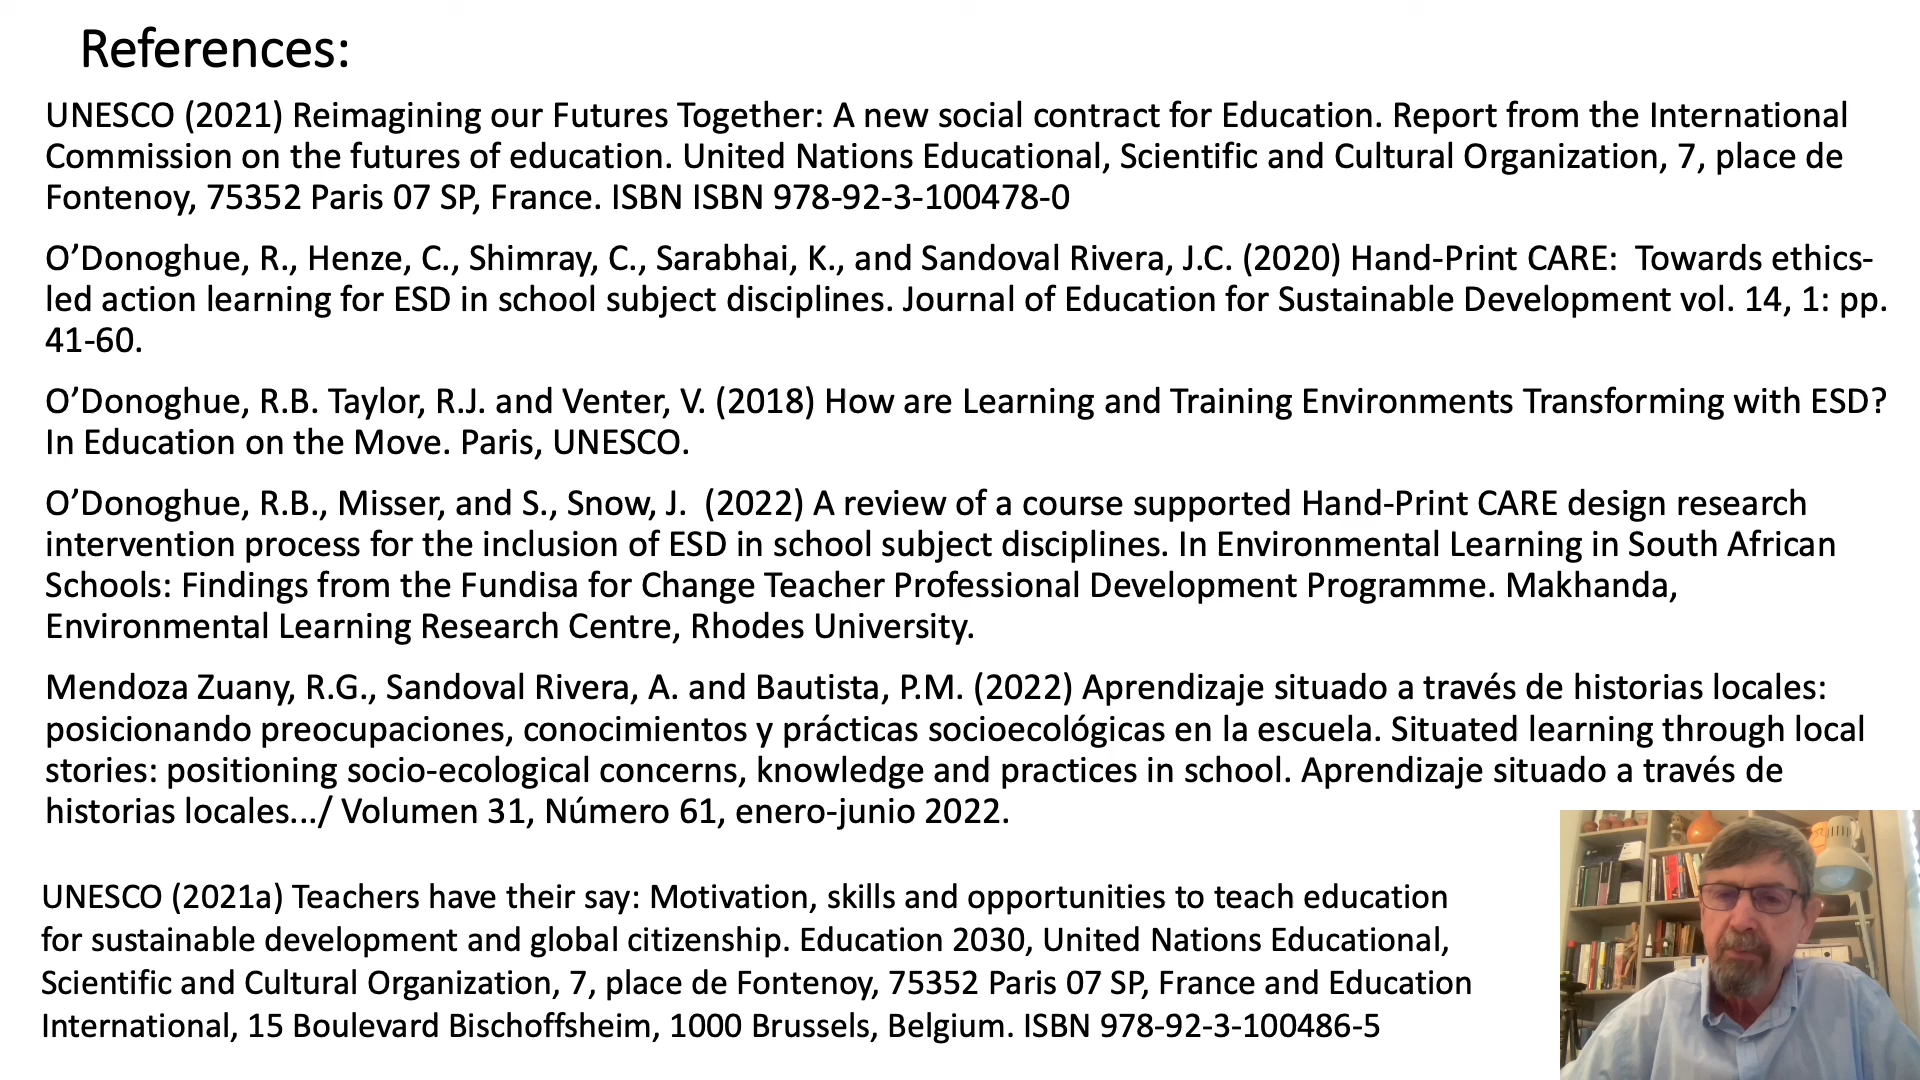 References:
UNESCO (2021) Reimagining our Futures Together: A new social contract for Education. Report from the International
Commission on the futures of education. United Nations Educational, Scientific and Cultural Organization, 7, place de
Fontenoy, 75352 Paris 07 SP, France. ISBN ISBN 978-92-3-100478-0
O’Donoghue, R., Henze, C., Shimray, C., Sarabhai, K., and Sandoval Rivera, J.C. (2020) Hand-Print CARE:  Towards ethics-
led action learning for ESD in school subject disciplines. Journal of Education for Sustainable Development vol. 14, 1: pp.
41-60.
O’Donoghue, R.B. Taylor, R.J. and Venter, V. (2018) How are Learning and Training Environments Transforming with ESD?
In Education on the Move. Paris, UNESCO.
O’Donoghue, R.B., Misser, and S., Snow, J.  (2022) A review of a course supported Hand-Print CARE design research
intervention process for the inclusion of ESD in school subject disciplines. In Environmental Learning in South African
Schools: Findings from the Fundisa for Change Teacher Professional Development Programme. Makhanda,
Environmental Learning Research Centre, Rhodes University.
Mendoza Zuany, R.G., Sandoval Rivera, A. and Bautista, P.M. (2022) Aprendizaje situado a través de historias locales:
posicionando preocupaciones, conocimientos y prácticas socioecológicas en la escuela. Situated learning through local
stories: positioning socio-ecological concerns, knowledge and practices in school. Aprendizaje situado a través de
historias locales.../ Volumen 31, Número 61, enero-junio 2022.
UNESCO (2021a) Teachers have their say: Motivation, skills and opportunities to teach education
for sustainable development and global citizenship. Education 2030, United Nations Educational,
Scientific and Cultural Organization, 7, place de Fontenoy, 75352 Paris 07 SP, France and Education
International, 15 Boulevard Bischoffsheim, 1000 Brussels, Belgium. ISBN 978-92-3-100486-5